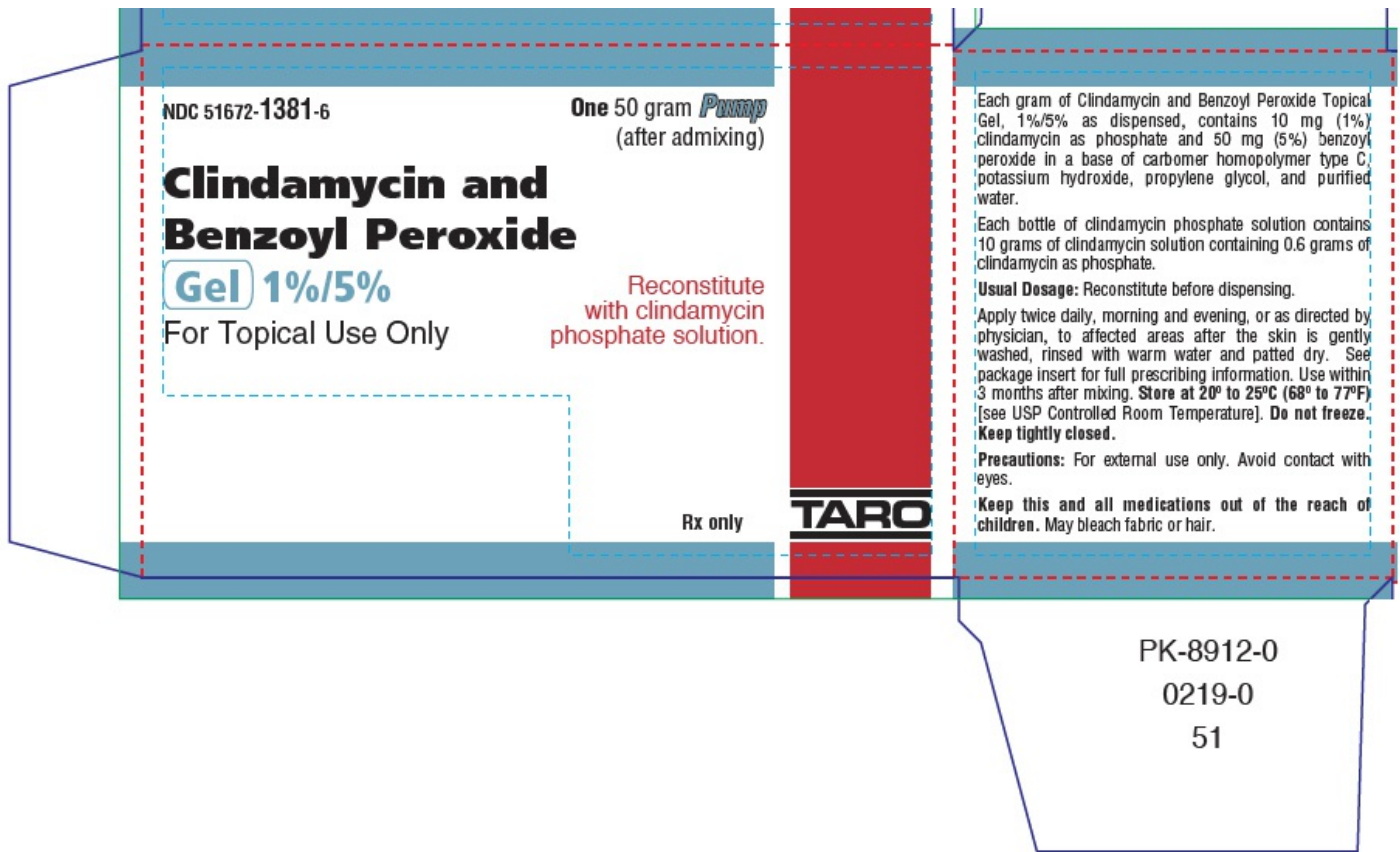 NDC 51672-1381-6
One 50 gram Pump
(after admixing)
Clindamycin and
Benzoyl Peroxide
Gel 1%/5%
For Topical Use Only
Reconstitute
with clindamycin
phosphate solution.
Rx only
TARO
Each gram of Clindamycin and Benzoyl Peroxide Topical
Gel, 1%/5% as dispensed, contains 10 mg (1%)
clindamycin as phosphate and 50 mg (5%) benzoyl
peroxide in a base of carbomer homopolymer type C,
potassium hydroxide, propylene glycol, and purified
water.
Each bottle of clindamycin phosphate solution contains
10 grams of clindamycin solution containing 0.6 grams of
clindamycin as phosphate.
Usual Dosage: Reconstitute before dispensing.
Apply twice daily, morning and evening, or as directed by
physician, to affected areas after the skin is gently
washed, rinsed with warm water and patted dry. See
package insert for full prescribing information. Use within
3 months after mixing. Store at 20º to 25ºC (68º to 77ºF)
[see USP Controlled Room Temperature]. Do not freeze.
Keep tightly closed.
Precautions: For external use only. Avoid contact with
eyes.
Keep this and all medications out of the reach of
children. May bleach fabric or hair.
PK-8912-0
0219-0
51